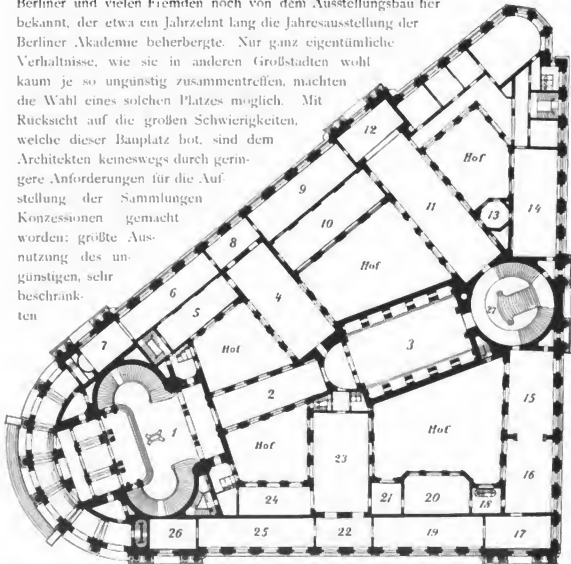 Berliner und vielen Fremden noch von dem Ausstellungsbau her
bekannt, der etwa ein Jahrzehnt lang die Jahresausstellung der
Berliner Akademie beherbergte. Nur ganz eigentümliche
Verhältnisse, wie sie in anderen Großstädten wohl
kaum je so ungünstig zusammentreffen, machten
die Wahl eines solchen Platzes möglich. Mit
Rücksicht auf die großen Schwierigkeiten,
welche dieser Bauplatz bot, sind dem
Architekten keineswegs durch gerin-
gere Anforderungen für die Auf-
stellung der Sammlungen
Konzessionen gemacht
worden: größte Aus-
nutzung des un-
günstigen, sehr
beschränk-
ten
12
Hof
9
11
13
14
10
8
Hof
6
4
27
5
7
Hof
3
2
15
1
Hof
Hof
23
16
24
21
20
18
26
25
22
19
17